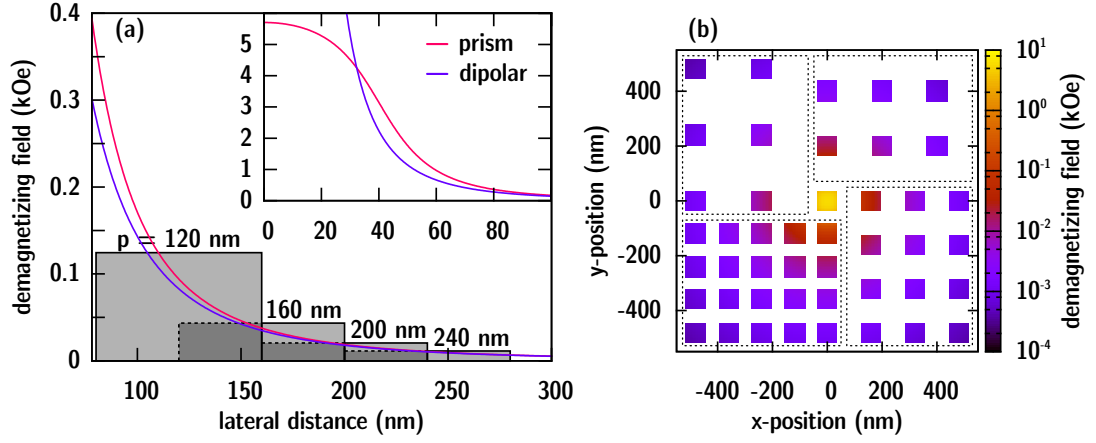 (a)
demagnetizing field (kOe)
0.4
0.3
0.2
0.1
0
p = 120 nm
160 nm
200 nm
240 nm
100
150
200
250
300
lateral distance (nm)
5
4
3
2
1
0
0
20
40
60
80
100
prism
dipolar
(b)
y-position (nm)
400
200
0
-200
-400
-400
-200
0
200
400
x-position (nm)
10^1
10^0
10^-1
10^-2
10^-3
10^-4
demagnetizing field (kOe)